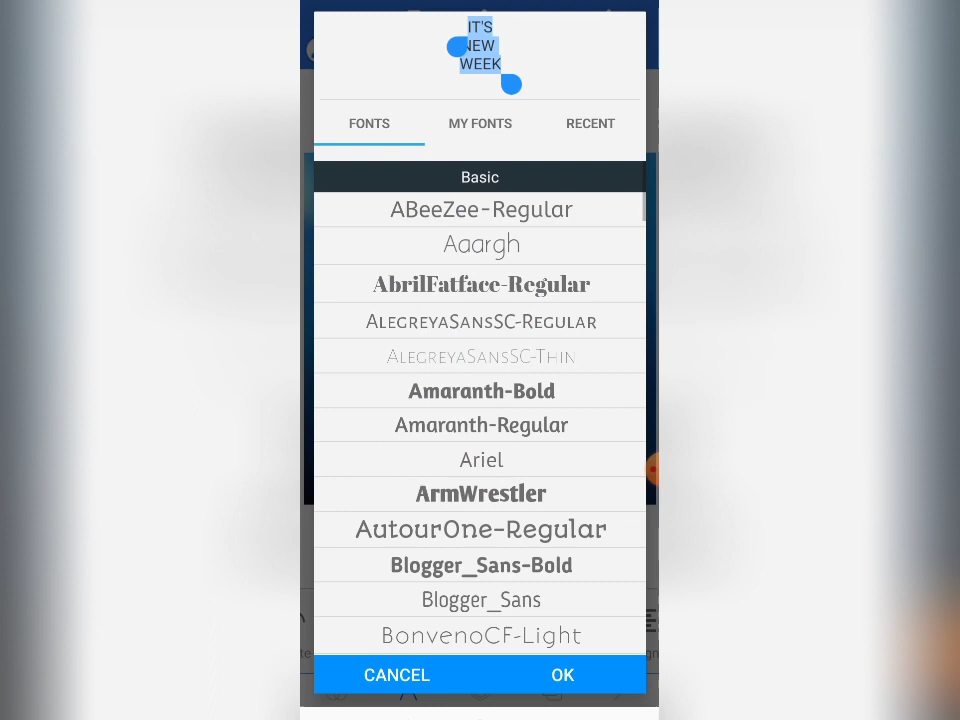 IT'S
NEW
WEEK
FONTS
MY FONTS
RECENT
Basic
ABeeZee-Regular
Aaargh
AbrilFatface-Regular
AlegreyaSansSC-Regular
AlegreyaSansSC-Thin
Amaranth-Bold
Amaranth-Regular
Ariel
ArmWrestler
AutourOne-Regular
Blogger_Sans-Bold
Blogger_Sans
BonvenoCF-Light
CANCEL
OK